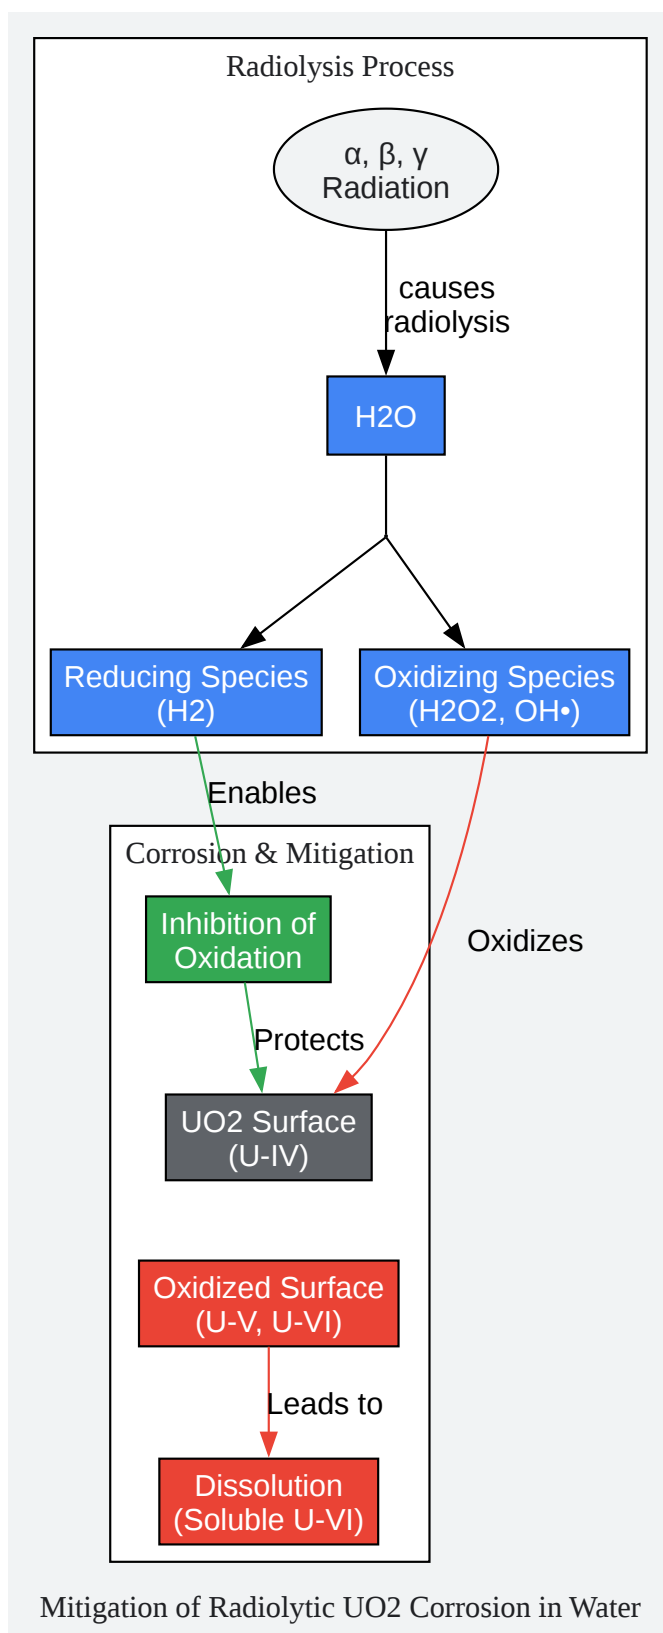 Radiolysis Process
α, β, γ
Radiation
causes
radiolysis
H2O
Reducing Species
(H2)
Oxidizing Species
(H2O2, OH•)
Enables
Corrosion & Mitigation
Inhibition of
Oxidation
Oxidizes
Protects
UO2 Surface
(U-IV)
Oxidized Surface
(U-V, U-VI)
Leads to
Dissolution
(Soluble U-VI)
Mitigation of Radiolytic UO2 Corrosion in Water